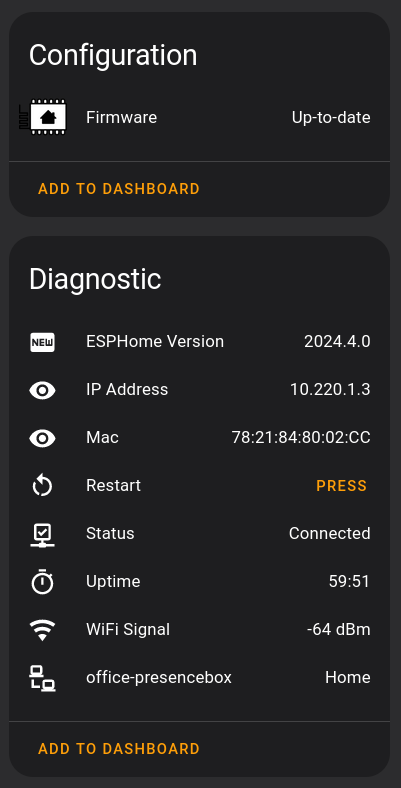 Configuration
Firmware Up-to-date
ADD TO DASHBOARD
Diagnostic
NEW ESPHome Version 2024.4.0
IP Address 10.220.1.3
Mac 78:21:84:80:02:CC
Restart PRESS
Status Connected
Uptime 59:51
WiFi Signal -64 dBm
office-presencebox Home
ADD TO DASHBOARD